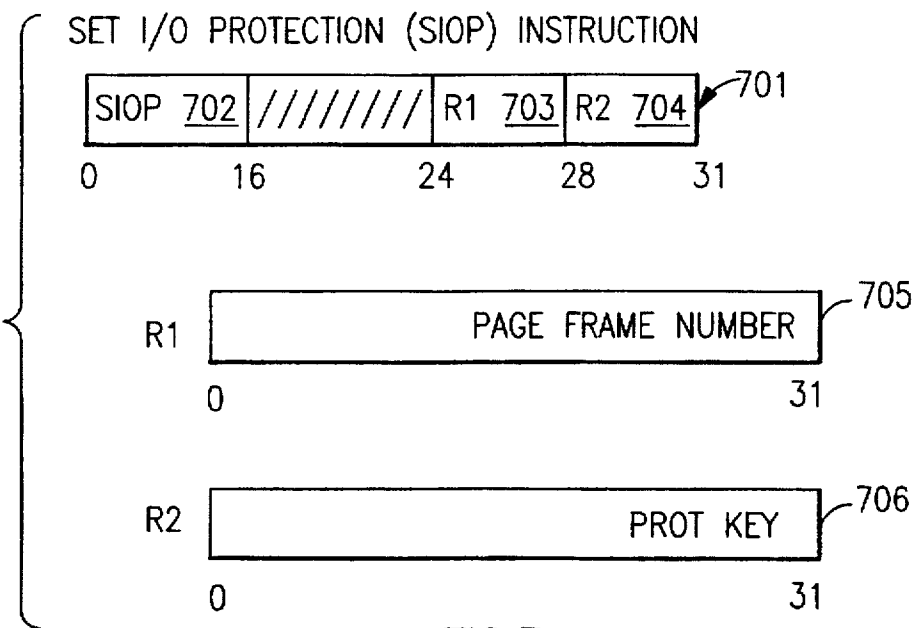 SET I/O PROTECTION (SIOP) INSTRUCTION
SIOP 702 //////// R1 703 R2 704 701
0 16 24 28 31
R1 PAGE FRAME NUMBER 705
0 31
R2 PROT KEY 706
0 31